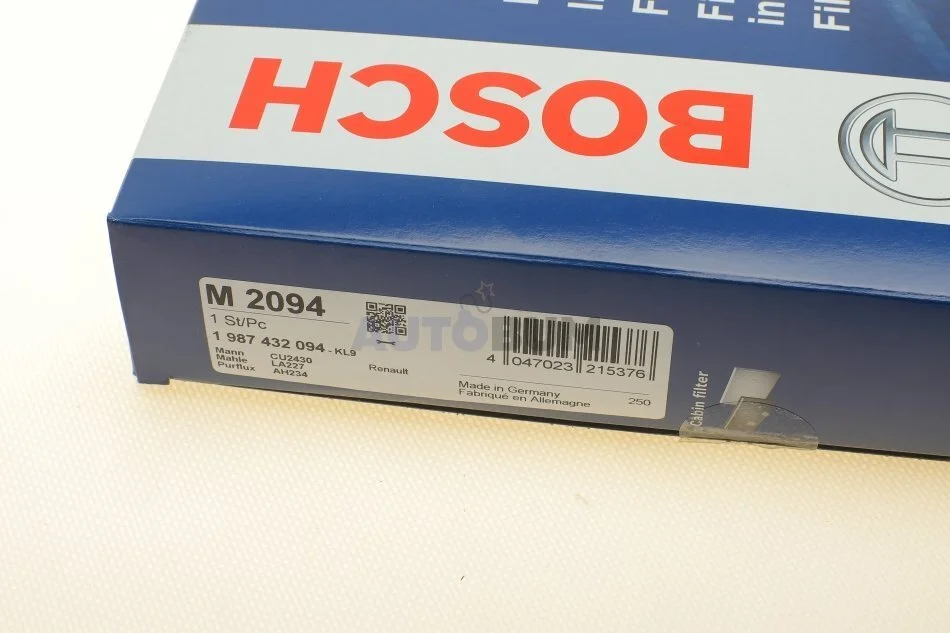 BOSCH
M 2094
1 St/Pc
1 987 432 094 - KL9
Mann CU2430
Mahle LA227 Renault
Purflux AH234
4 047023 215376
Made in Germany
Fabriqué en Allemagne 250
Cabin filter
AUTOBUM